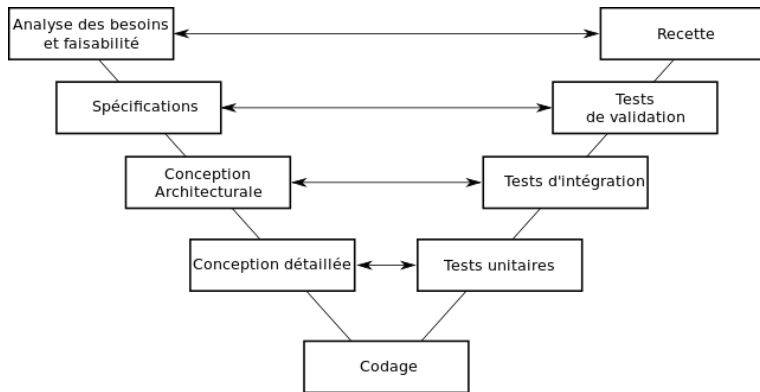 Analyse des besoins
et faisabilité
Recette
Spécifications
Tests
de validation
Conception
Architecturale
Tests d'intégration
Conception détaillée
Tests unitaires
Codage